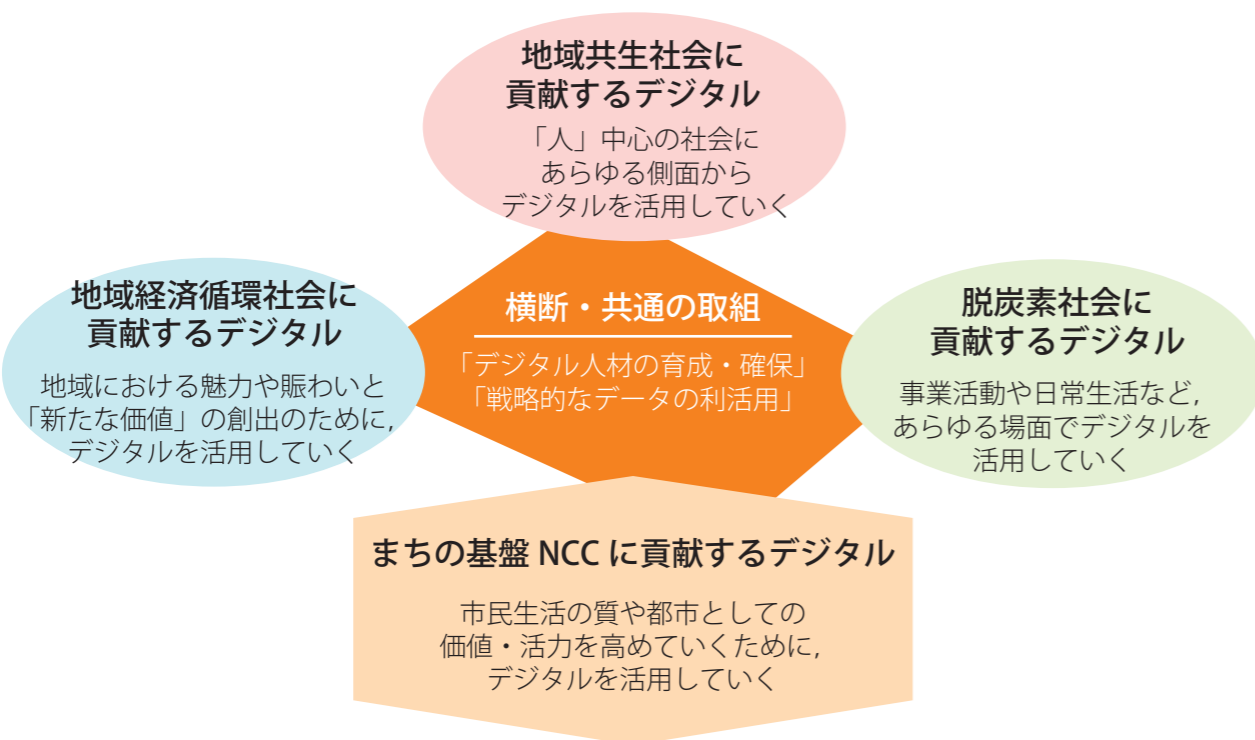 地域共生社会に
貢献するデジタル
「人」中心の社会に
あらゆる側面から
デジタルを活用していく
地域経済循環社会に
貢献するデジタル
地域における魅力や賑わいと
「新たな価値」の創出のために,
デジタルを活用していく
横断・共通の取組
「デジタル人材の育成・確保」
「戦略的なデータの利活用」
脱炭素社会に
貢献するデジタル
事業活動や日常生活など,
あらゆる場面でデジタルを
活用していく
まちの基盤 NCC に貢献するデジタル
市民生活の質や都市としての
価値・活力を高めていくために,
デジタルを活用していく